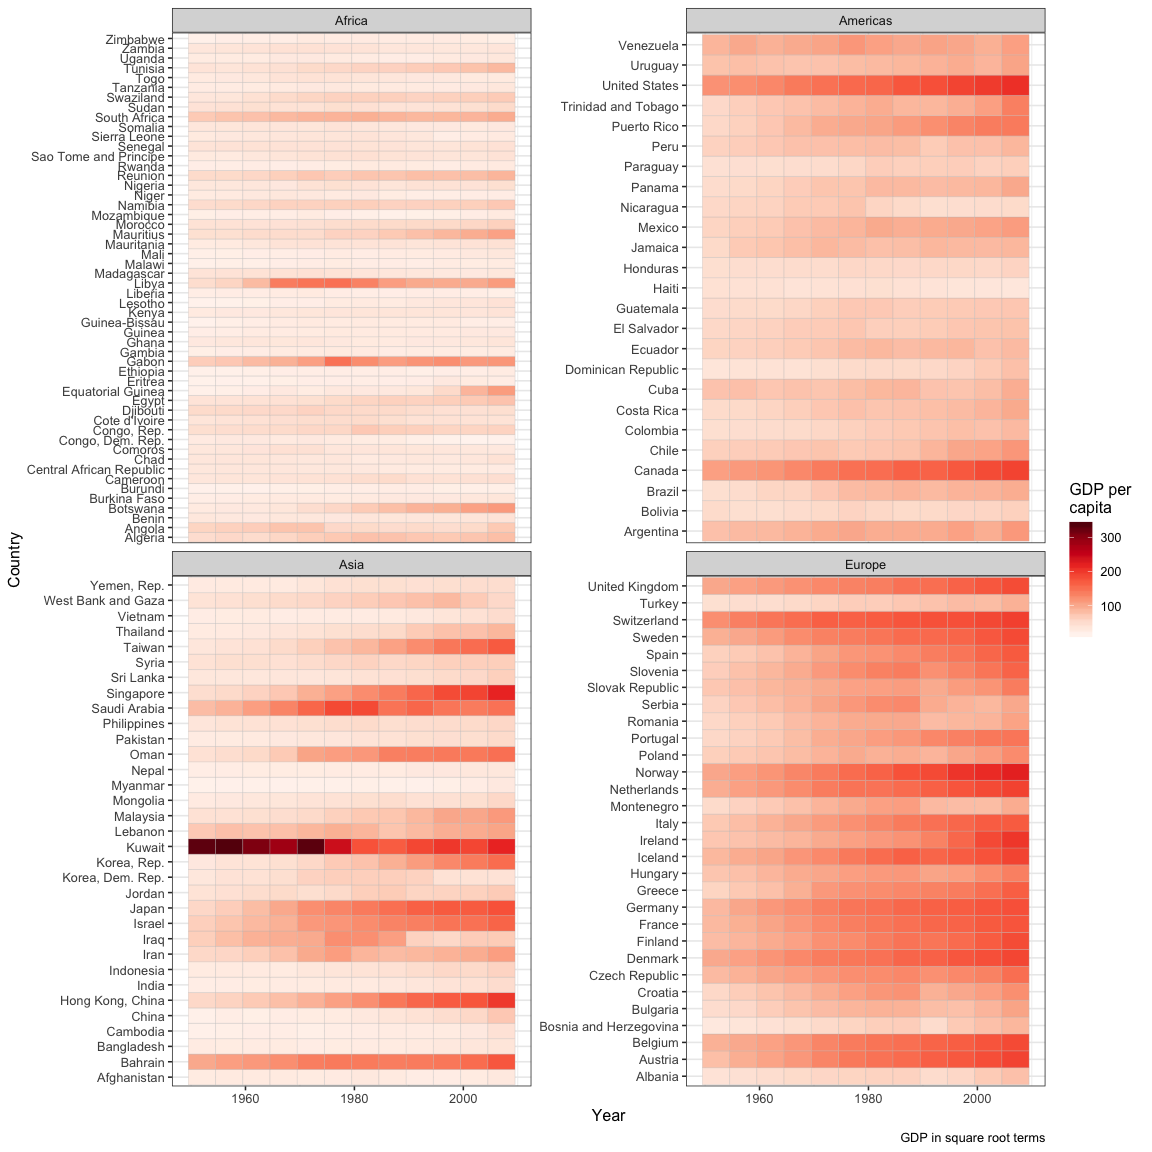 Africa
Zimbabwe
Zambia
Uganda
Tunisia
Togo
Tanzania
Swaziland
Sudan
South Africa
Somalia
Sierra Leone
Senegal
Sao Tome and Principe
Rwanda
Reunion
Nigeria
Niger
Namibia
Mozambique
Morocco
Mauritius
Mauritania
Mali
Malawi
Madagascar
Libya
Liberia
Lesotho
Kenya
Guinea-Bissau
Guinea
Ghana
Gambia
Gabon
Ethiopia
Eritrea
Equatorial Guinea
Egypt
Djibouti
Cote d'Ivoire
Congo, Rep.
Congo, Dem. Rep.
Comoros
Chad
Central African Republic
Cameroon
Burundi
Burkina Faso
Botswana
Benin
Angola
Algeria
Americas
Venezuela
Uruguay
United States
Trinidad and Tobago
Puerto Rico
Peru
Paraguay
Panama
Nicaragua
Mexico
Jamaica
Honduras
Haiti
Guatemala
El Salvador
Ecuador
Dominican Republic
Cuba
Costa Rica
Colombia
Chile
Canada
Brazil
Bolivia
Argentina
Asia
Yemen, Rep.
West Bank and Gaza
Vietnam
Thailand
Taiwan
Syria
Sri Lanka
Singapore
Saudi Arabia
Philippines
Pakistan
Oman
Nepal
Myanmar
Mongolia
Malaysia
Lebanon
Kuwait
Korea, Rep.
Korea, Dem. Rep.
Jordan
Japan
Israel
Iraq
Iran
Indonesia
India
Hong Kong, China
China
Cambodia
Bangladesh
Bahrain
Afghanistan
1960 1980 2000
Europe
United Kingdom
Turkey
Switzerland
Sweden
Spain
Slovenia
Slovak Republic
Serbia
Romania
Portugal
Poland
Norway
Netherlands
Montenegro
Italy
Ireland
Iceland
Hungary
Greece
Germany
France
Finland
Denmark
Czech Republic
Croatia
Bulgaria
Bosnia and Herzegovina
Belgium
Austria
Albania
1960 1980 2000
Country
Year
GDP per
capita
300
200
100
GDP in square root terms